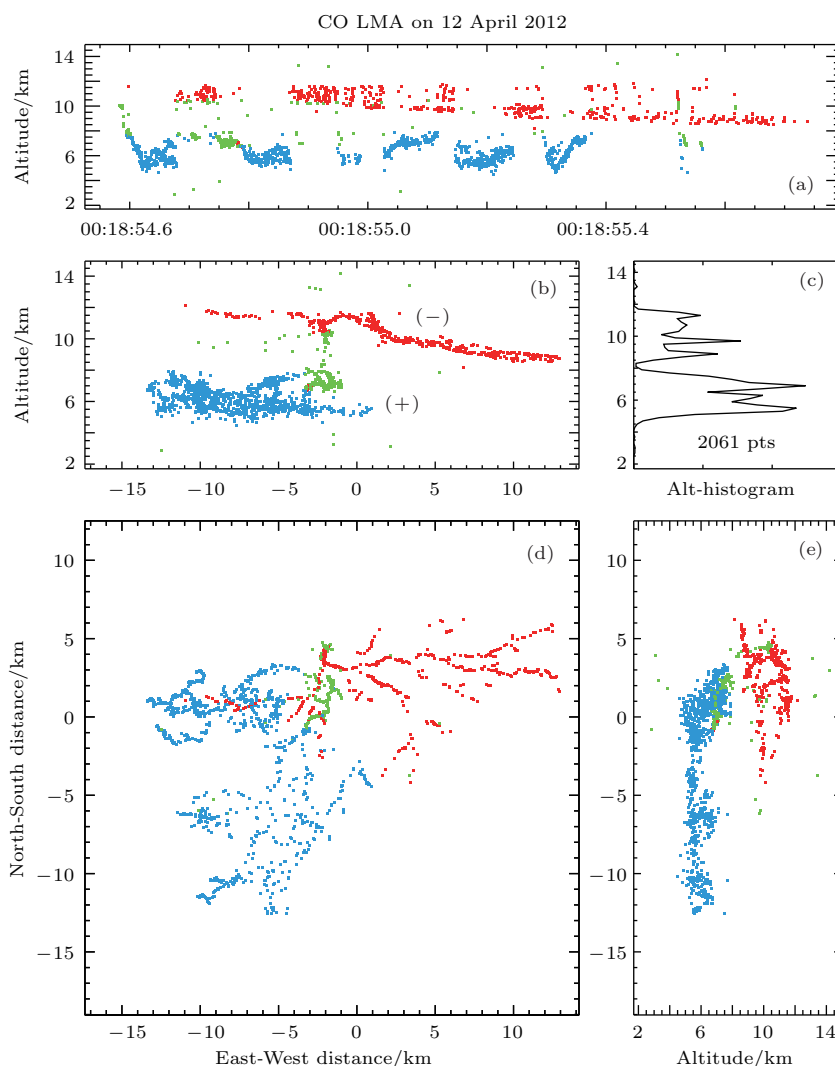 CO LMA on 12 April 2012
Altitude/km
14
10
6
2
(a)
00:18:54.6 00:18:55.0 00:18:55.4
Altitude/km
14
10
6
2
(b)
(−)
(+)
−15 −10 −5 0 5 10
14
10
6
2
(c)
2061 pts
Alt-histogram
North-South distance/km
10
5
0
−5
−10
−15
(d)
−15 −10 −5 0 5 10
East-West distance/km
10
5
0
−5
−10
−15
(e)
2 6 10 14
Altitude/km